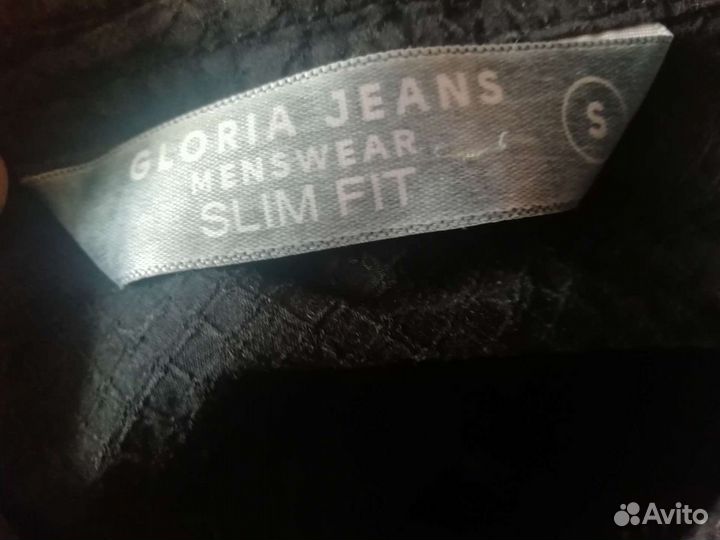 GLORIA JEANS
MENSWEAR
SLIM FIT
S
Avito